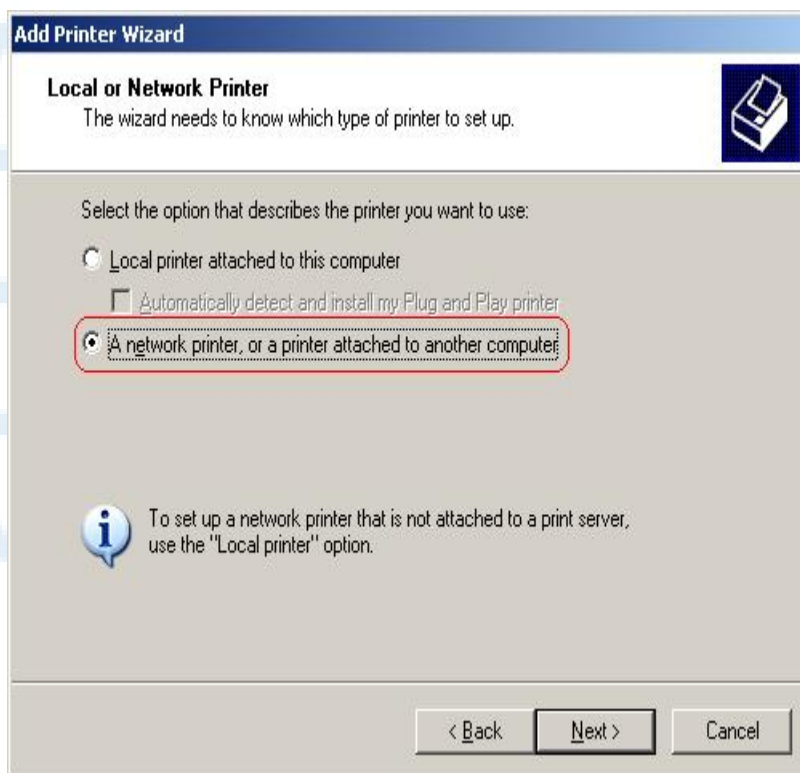 Add Printer Wizard
Local or Network Printer
The wizard needs to know which type of printer to set up.
Select the option that describes the printer you want to use:
Local printer attached to this computer
Automatically detect and install my Plug and Play printer
A network printer, or a printer attached to another computer
To set up a network printer that is not attached to a print server,
use the "Local printer" option.
< Back
Next >
Cancel